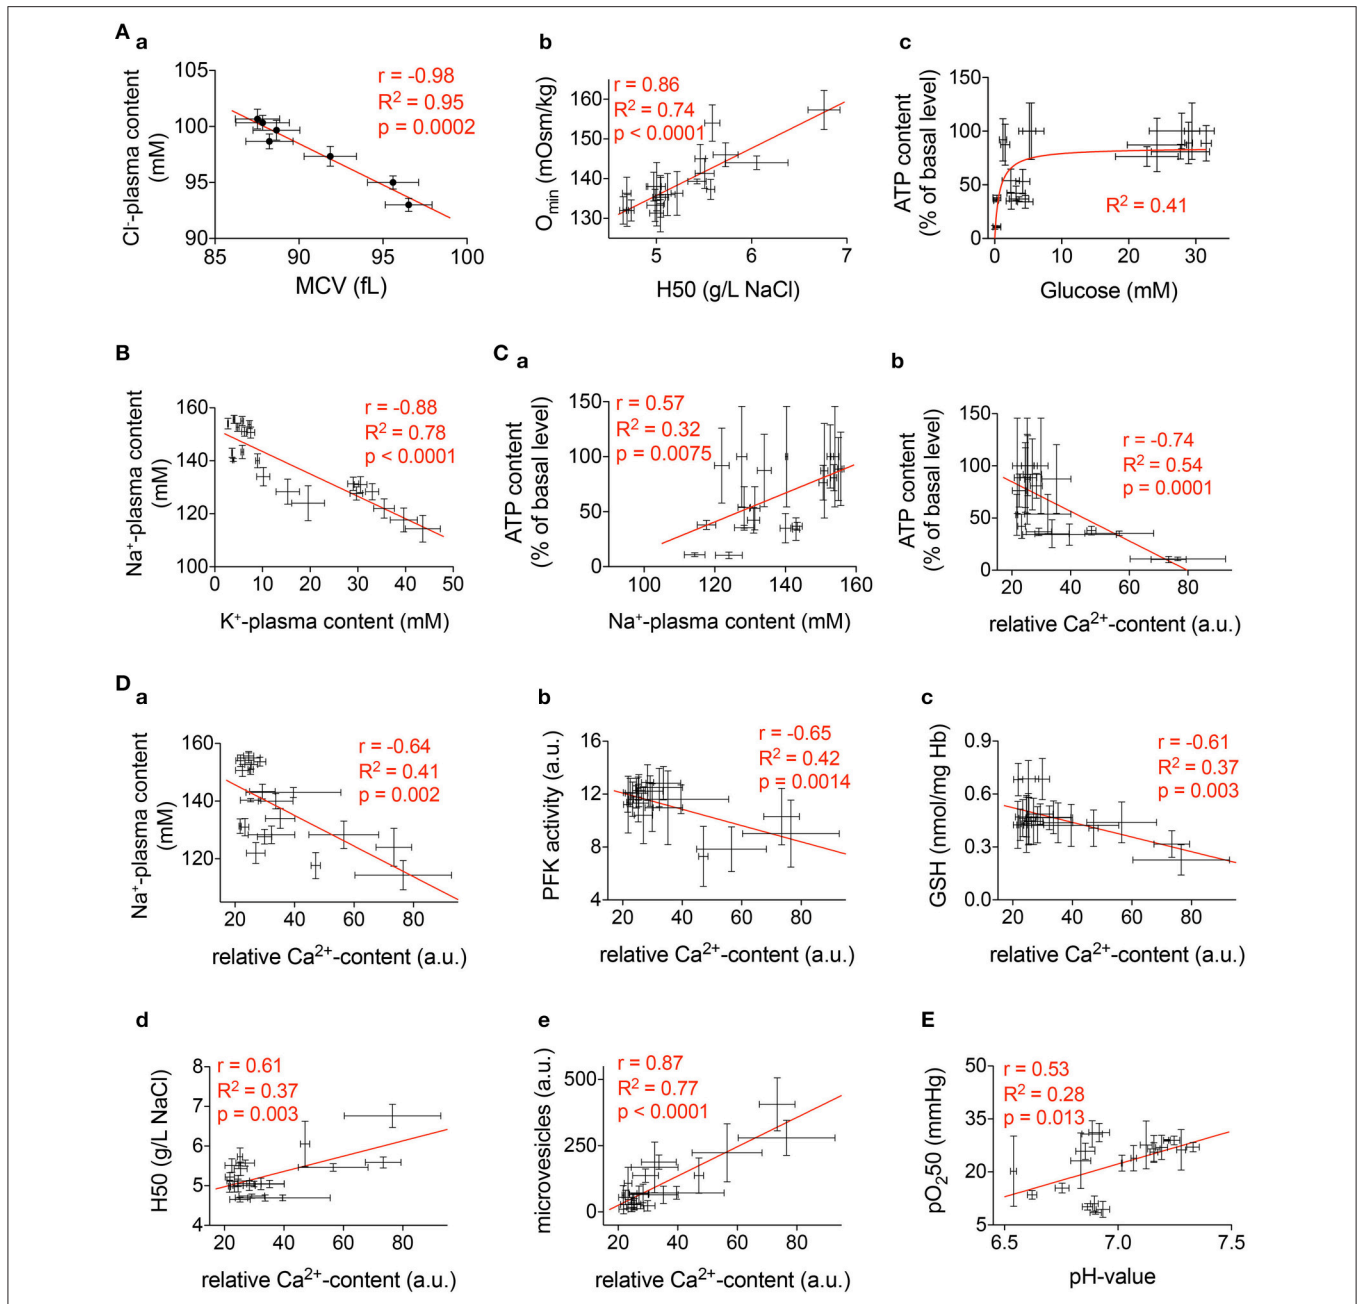 A
a
Cl⁻-plasma content
(mM)
105
100
95
90
85
90
95
100
MCV (fL)
r = -0.98
R² = 0.95
p = 0.0002
b
Omin (mOsm/kg)
160
150
140
130
5
6
7
H50 (g/L NaCl)
r = 0.86
R² = 0.74
p < 0.0001
c
ATP content
(% of basal level)
150
100
50
0
0
10
20
30
Glucose (mM)
R² = 0.41
B
Na⁺-plasma content
(mM)
160
140
120
100
0
10
20
30
40
50
K⁺-plasma content (mM)
r = -0.88
R² = 0.78
p < 0.0001
C
a
ATP content
(% of basal level)
150
100
50
0
100
120
140
160
Na⁺-plasma content (mM)
r = 0.57
R² = 0.32
p = 0.0075
b
ATP content
(% of basal level)
150
100
50
0
20
40
60
80
relative Ca²⁺-content (a.u.)
r = -0.74
R² = 0.54
p = 0.0001
D
a
Na⁺-plasma content
(mM)
160
140
120
20
40
60
80
relative Ca²⁺-content (a.u.)
r = -0.64
R² = 0.41
p = 0.002
b
PFK activity (a.u.)
16
12
8
4
20
40
60
80
relative Ca²⁺-content (a.u.)
r = -0.65
R² = 0.42
p = 0.0014
c
GSH (nmol/mg Hb)
0.9
0.6
0.3
0.0
20
40
60
80
relative Ca²⁺-content (a.u.)
r = -0.61
R² = 0.37
p = 0.003
d
H50 (g/L NaCl)
8
7
6
5
4
20
40
60
80
relative Ca²⁺-content (a.u.)
r = 0.61
R² = 0.37
p = 0.003
e
microvesicles (a.u.)
500
250
0
20
40
60
80
relative Ca²⁺-content (a.u.)
r = 0.87
R² = 0.77
p < 0.0001
E
pO₂50 (mmHg)
50
35
20
5
6.5
7.0
7.5
pH-value
r = 0.53
R² = 0.28
p = 0.013